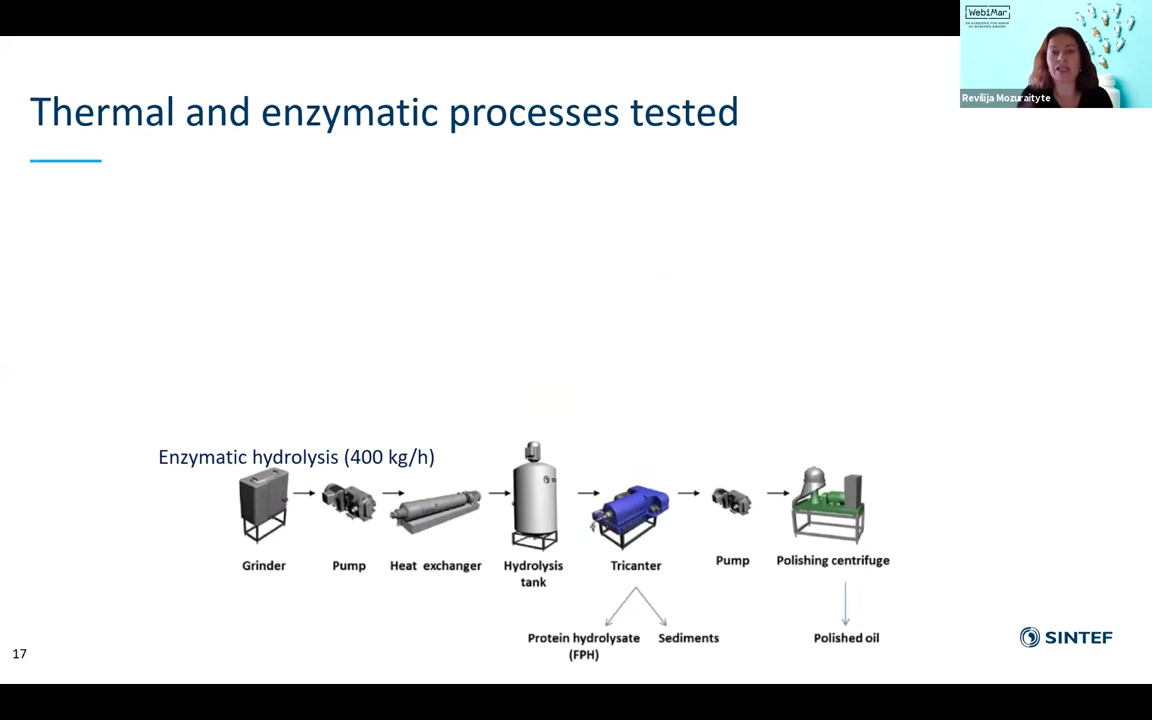 WebiMar
Revilija Mozuraityte
Thermal and enzymatic processes tested
Enzymatic hydrolysis (400 kg/h)
Grinder
Pump
Heat exchanger
Hydrolysis
tank
Tricanter
Pump
Polishing centrifuge
Protein hydrolysate
(FPH)
Sediments
Polished oil
17
SINTEF